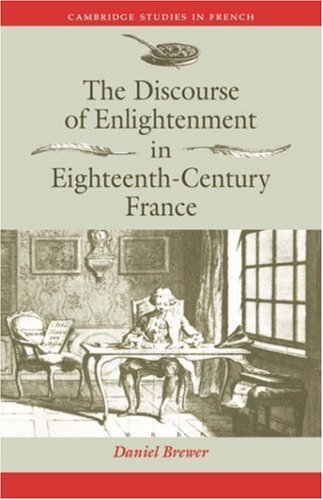 CAMBRIDGE STUDIES IN FRENCH
The Discourse
of Enlightenment
in
Eighteenth-Century
France
Daniel Brewer